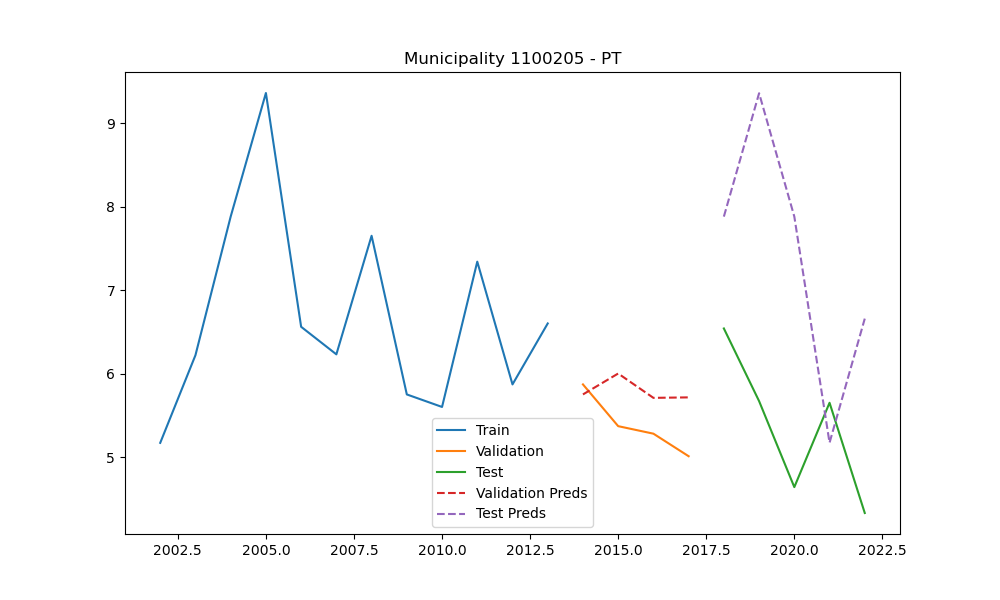 Municipality 1100205 - PT
9
8
7
6
5
Train
Validation
Test
Validation Preds
Test Preds
2002.5 2005.0 2007.5 2010.0 2012.5 2015.0 2017.5 2020.0 2022.5